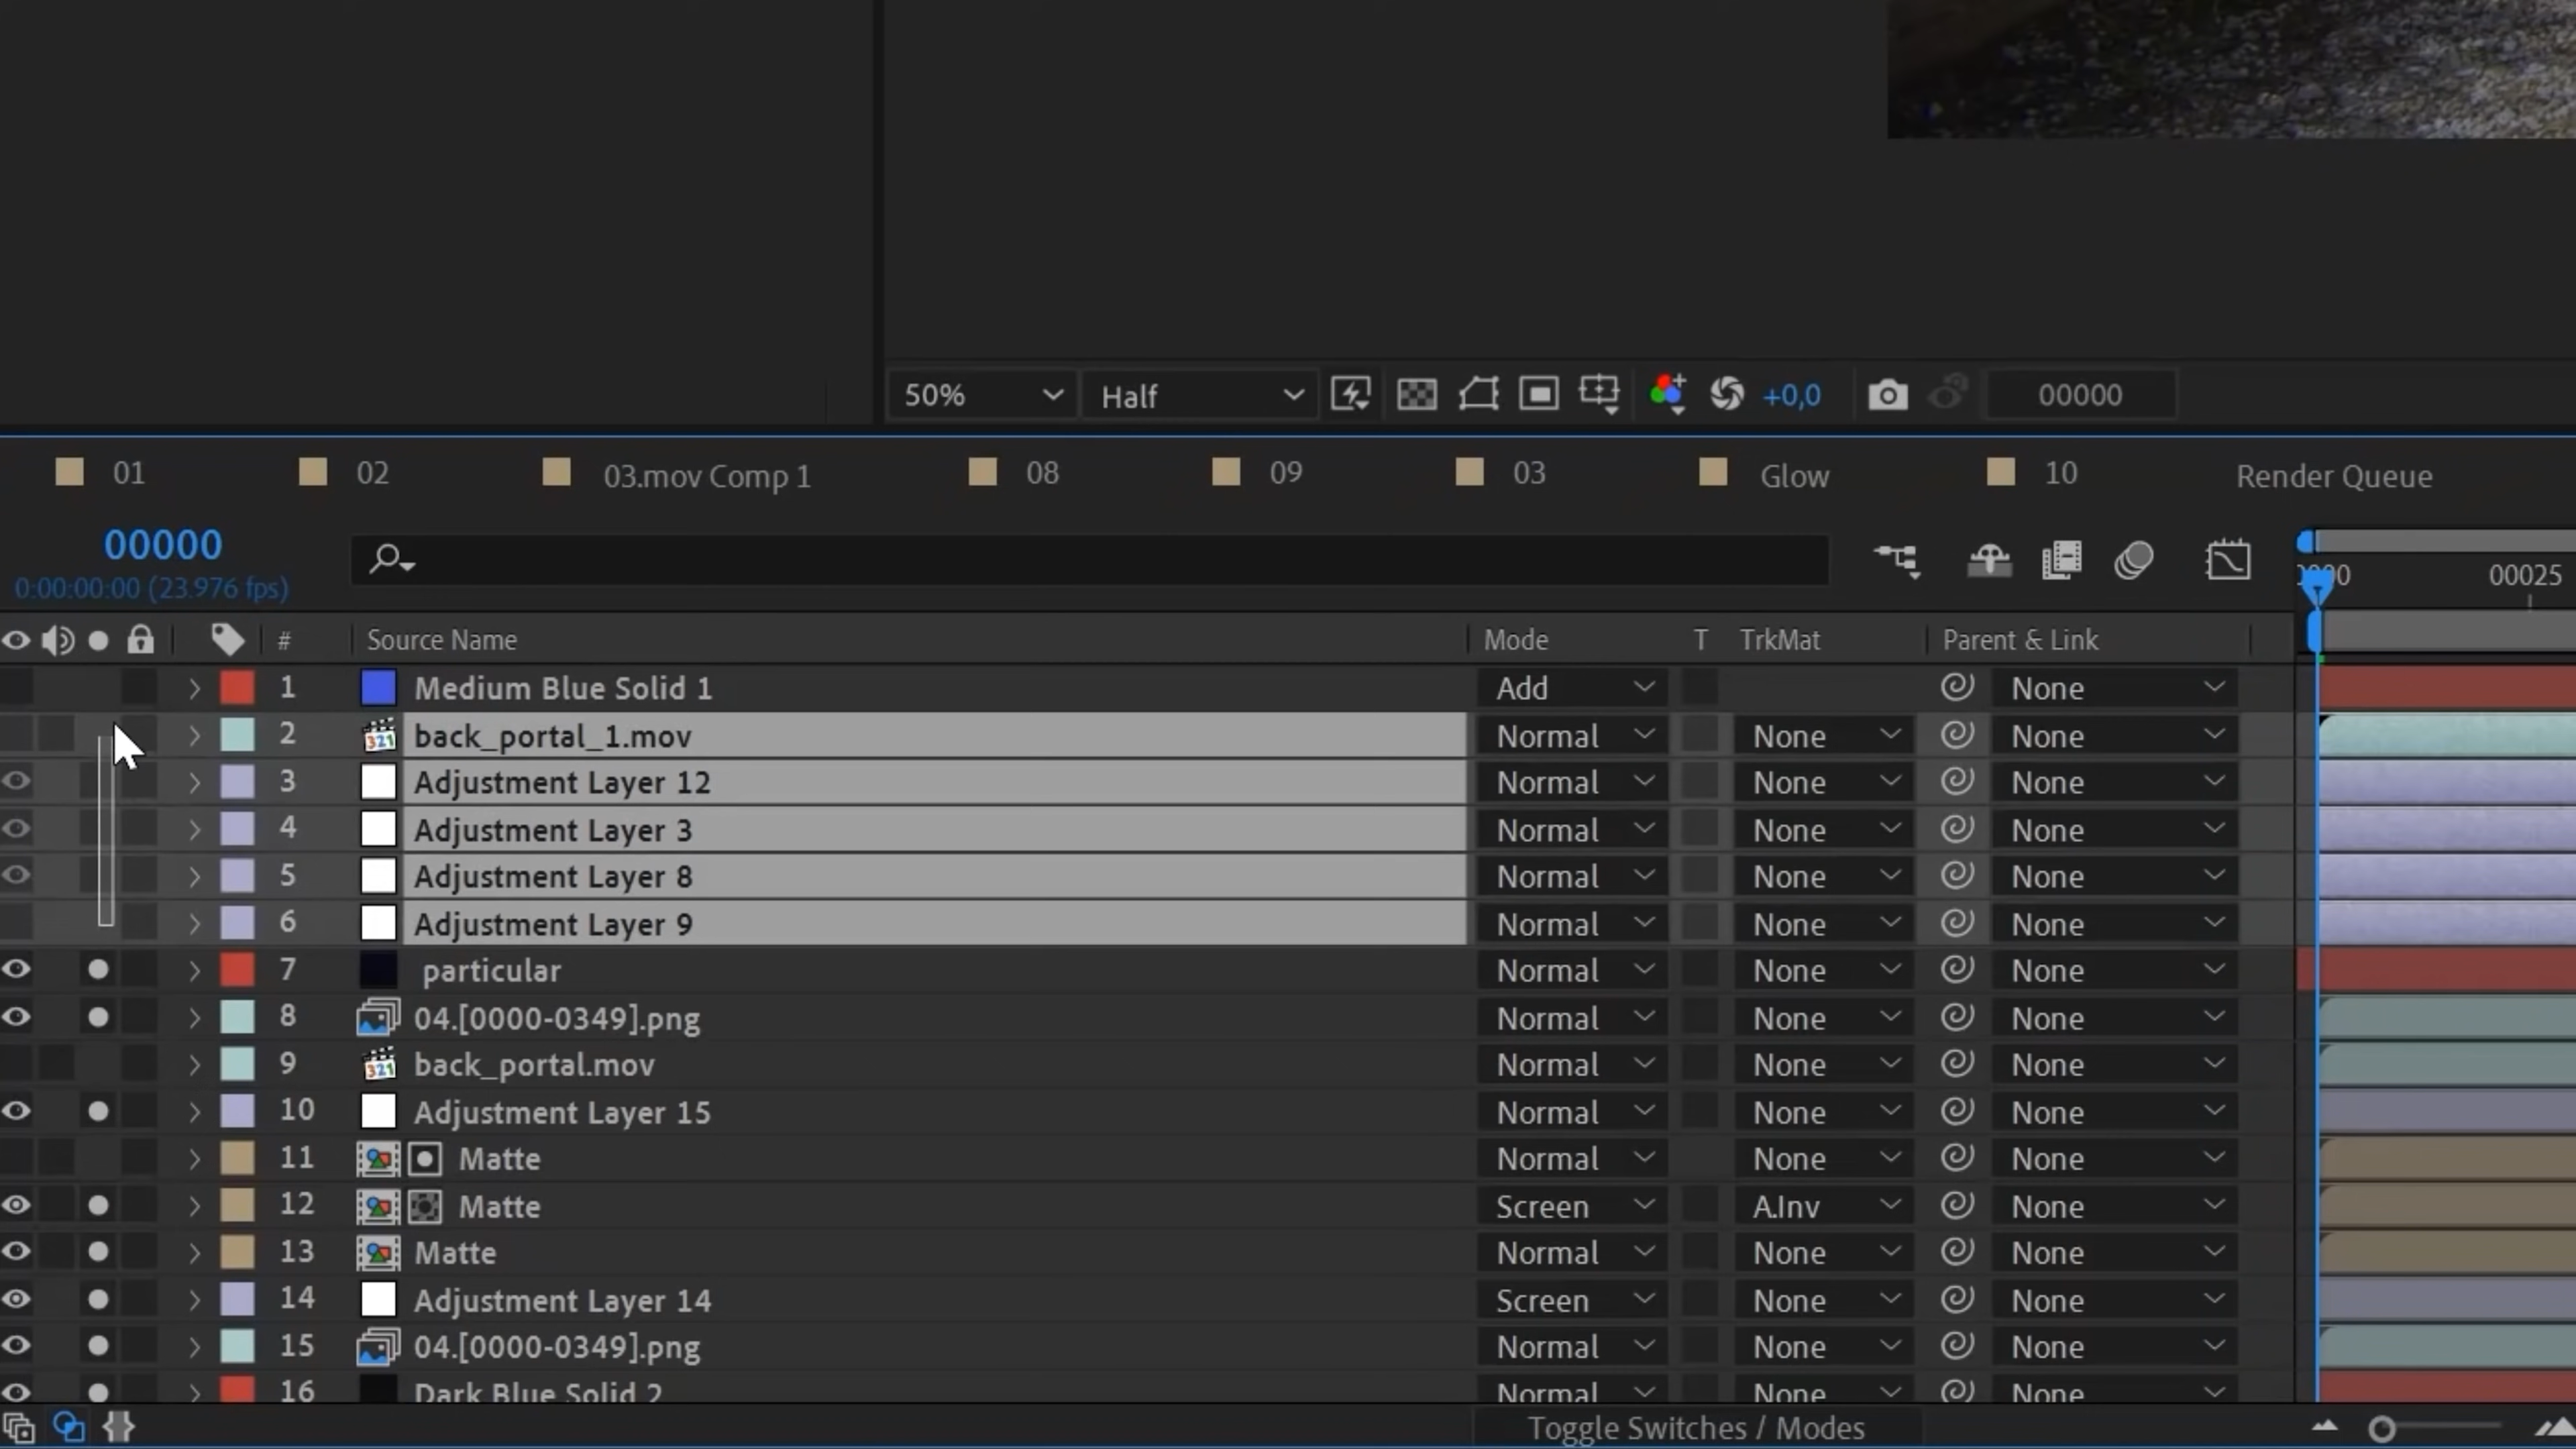 50% Half +0,0 00000
01 02 03.mov Comp 1 08 09 03 Glow 10 Render Queue
00000
0:00:00:00 (23.976 fps)
00025
# Source Name Mode T TrkMat Parent & Link
1 Medium Blue Solid 1 Add None
2 back_portal_1.mov Normal None None
3 Adjustment Layer 12 Normal None None
4 Adjustment Layer 3 Normal None None
5 Adjustment Layer 8 Normal None None
6 Adjustment Layer 9 Normal None None
7 particular Normal None None
8 04.[0000-0349].png Normal None None
9 back_portal.mov Normal None None
10 Adjustment Layer 15 Normal None None
11 Matte Normal None None
12 Matte Screen A.Inv None
13 Matte Normal None None
14 Adjustment Layer 14 Screen None None
15 04.[0000-0349].png Normal None None
16 Dark Blue Solid 2 Normal None None
Toggle Switches / Modes